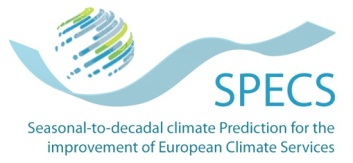 SPECS
Seasonal-to-decadal climate Prediction for the
improvement of European Climate Services